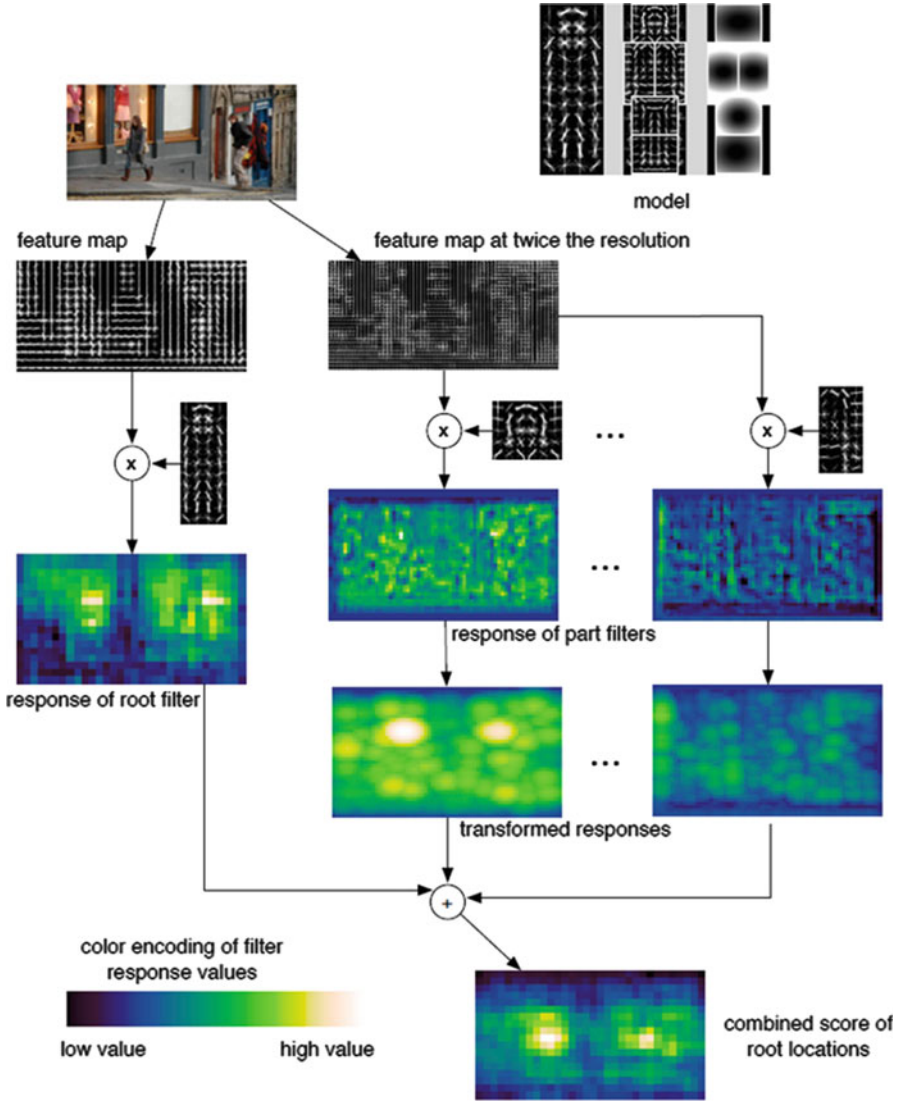 model
feature map
feature map at twice the resolution
x
x
...
x
...
response of part filters
response of root filter
...
transformed responses
+
color encoding of filter
response values
low value
high value
combined score of
root locations